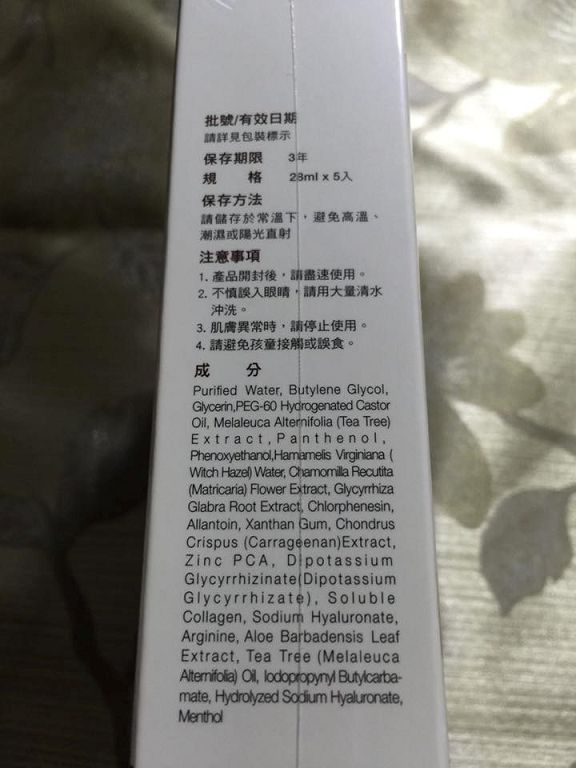 批號/有效日期
請詳見包裝標示
保存期限 3年
規 格 28ml x 5入
保存方法
請儲存於常溫下，避免高溫、
潮濕或陽光直射
注意事項
1. 產品開封後，請盡速使用。
2. 不慎誤入眼睛，請用大量清水
沖洗。
3. 肌膚異常時，請停止使用。
4. 請避免孩童接觸或誤食。
成 分
Purified Water, Butylene Glycol,
Glycerin,PEG-60 Hydrogenated Castor
Oil, Melaleuca Alternifolia (Tea Tree)
Extract,Panthenol,
Phenoxyethanol,Hamamelis Virginiana (
Witch Hazel) Water, Chamomilla Recutita
(Matricaria) Flower Extract, Glycyrrhiza
Glabra Root Extract, Chlorphenesin,
Allantoin, Xanthan Gum, Chondrus
Crispus (Carrageenan)Extract,
Zinc PCA, Dipotassium
Glycyrrhizinate(Dipotassium
Glycyrrhizate), Soluble
Collagen, Sodium Hyaluronate,
Arginine, Aloe Barbadensis Leaf
Extract, Tea Tree (Melaleuca
Alternifolia) Oil, Iodopropynyl Butylcarba-
mate, Hydrolyzed Sodium Hyaluronate,
Menthol